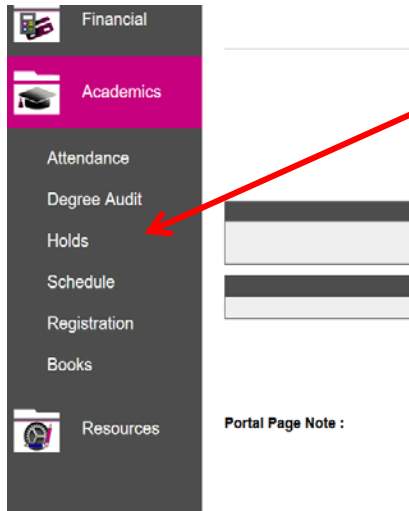 Financial
Academics
Attendance
Degree Audit
Holds
Schedule
Registration
Books
Resources
Portal Page Note :